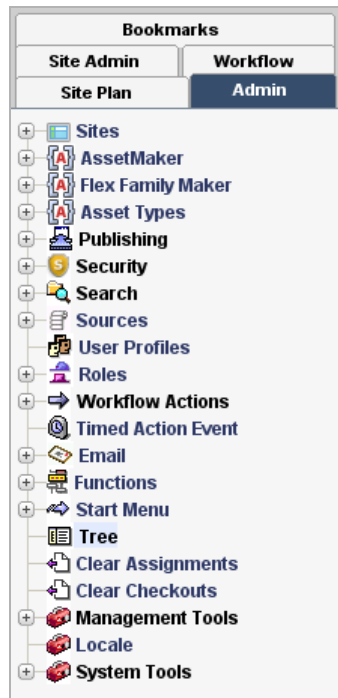 Bookmarks
Site Admin Workflow
Site Plan Admin
Sites
AssetMaker
Flex Family Maker
Asset Types
Publishing
Security
Search
Sources
User Profiles
Roles
Workflow Actions
Timed Action Event
Email
Functions
Start Menu
Tree
Clear Assignments
Clear Checkouts
Management Tools
Locale
System Tools